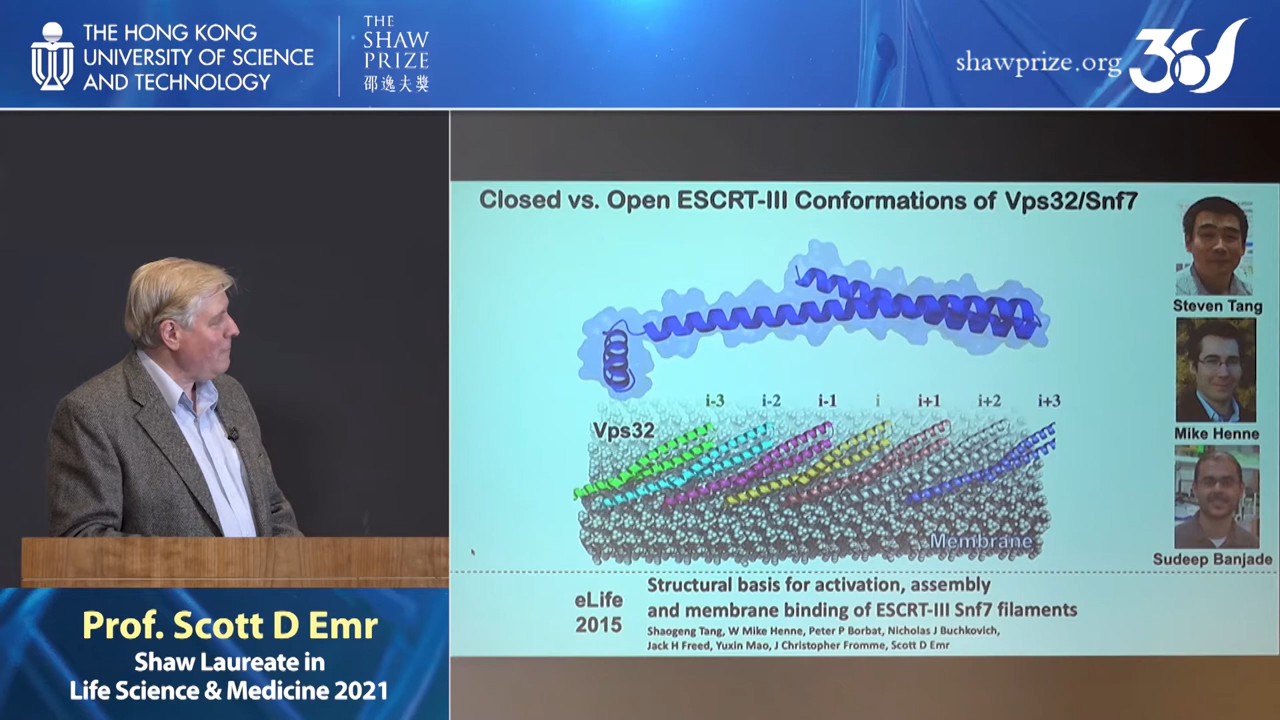 THE HONG KONG
UNIVERSITY OF SCIENCE
AND TECHNOLOGY
THE
SHAW
PRIZE
邵逸夫獎
shawprize.org
360
Closed vs. Open ESCRT-III Conformations of Vps32/Snf7
Steven Tang
i-3 i-2 i-1 i i+1 i+2 i+3
Vps32
Mike Henne
Membrane
Sudeep Banjade
eLife
2015
Structural basis for activation, assembly
and membrane binding of ESCRT-III Snf7 filaments
Shaogeng Tang, W Mike Henne, Peter P Borbat, Nicholas J Buchkovich,
Jack H Freed, Yuxin Mao, J Christopher Fromme, Scott D Emr
Prof. Scott D Emr
Shaw Laureate in
Life Science & Medicine 2021